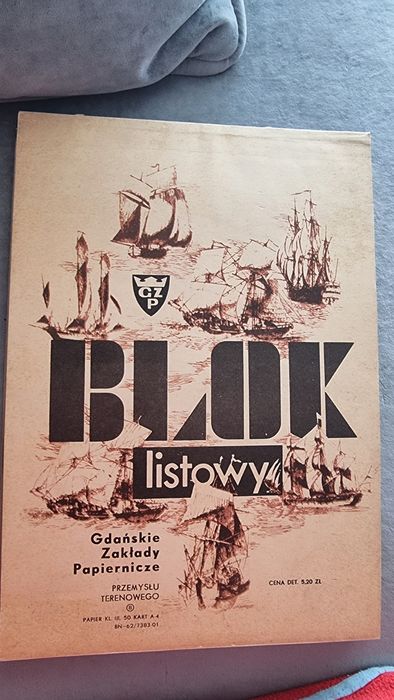 GZP
BLOK
listowy
Gdańskie
Zakłady
Papiernicze
PRZEMYSŁU
TERENOWEGO
B
PAPIER KL. III. 50 KART A-4
BN-62/7383-01
CENA DET. 5,20 ZŁ